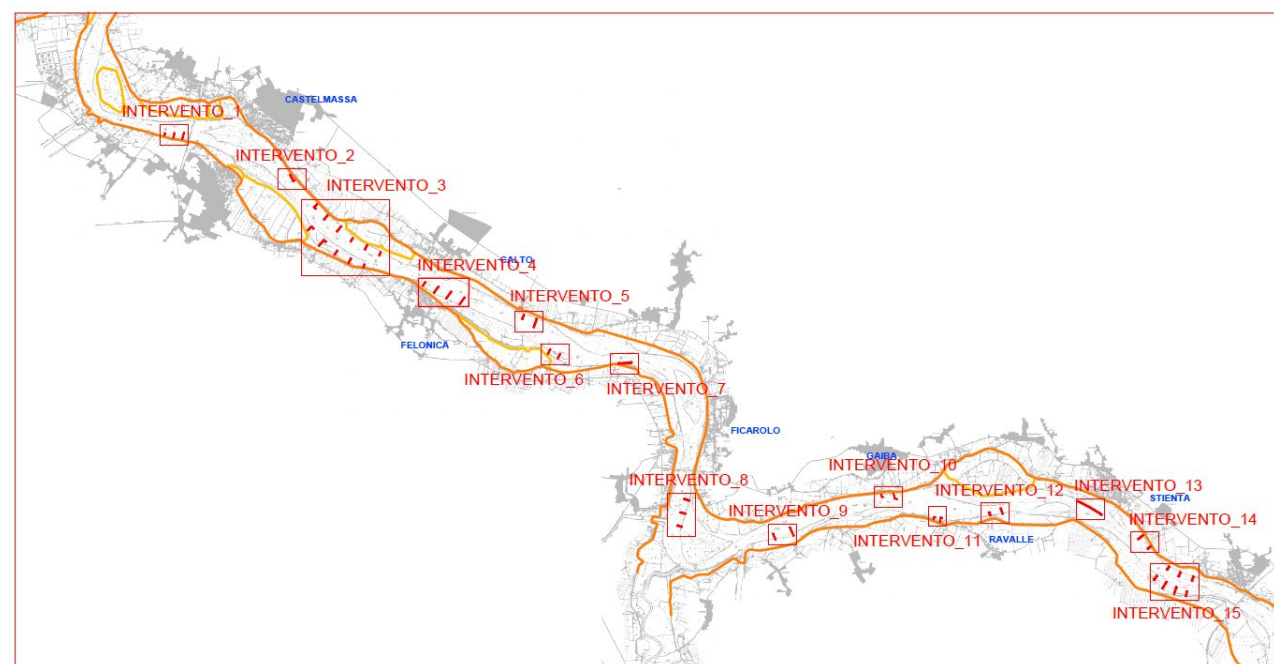 CASTELMASSA
INTERVENTO_1
INTERVENTO_2
INTERVENTO_3
CALTO
INTERVENTO_4
INTERVENTO_5
FELONICA
INTERVENTO_6
INTERVENTO_7
FICAROLO
GAIBA
INTERVENTO_10
INTERVENTO_8
INTERVENTO_12
INTERVENTO_13
STIENTA
INTERVENTO_9
INTERVENTO_14
RAVALLE
INTERVENTO_11
INTERVENTO_15